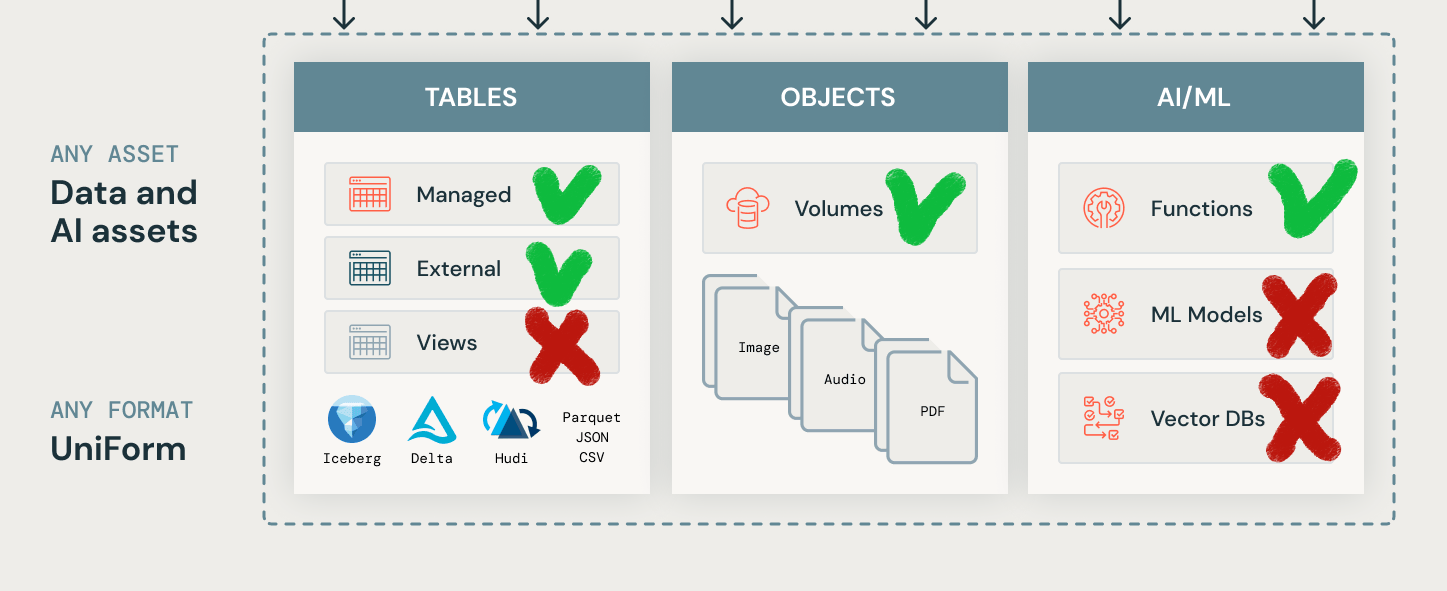 TABLES
OBJECTS
AI/ML
ANY ASSET
Data and
AI assets
Managed
External
Views
Volumes
Image
Audio
PDF
Functions
ML Models
Vector DBs
ANY FORMAT
UniForm
Iceberg
Delta
Hudi
Parquet
JSON
CSV